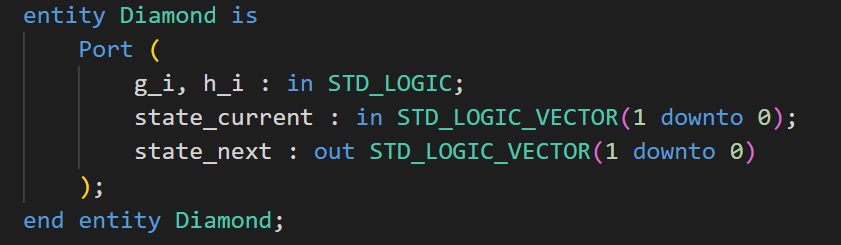 entity Diamond is
    Port (
        g_i, h_i : in STD_LOGIC;
        state_current : in STD_LOGIC_VECTOR(1 downto 0);
        state_next : out STD_LOGIC_VECTOR(1 downto 0)
    );
end entity Diamond;